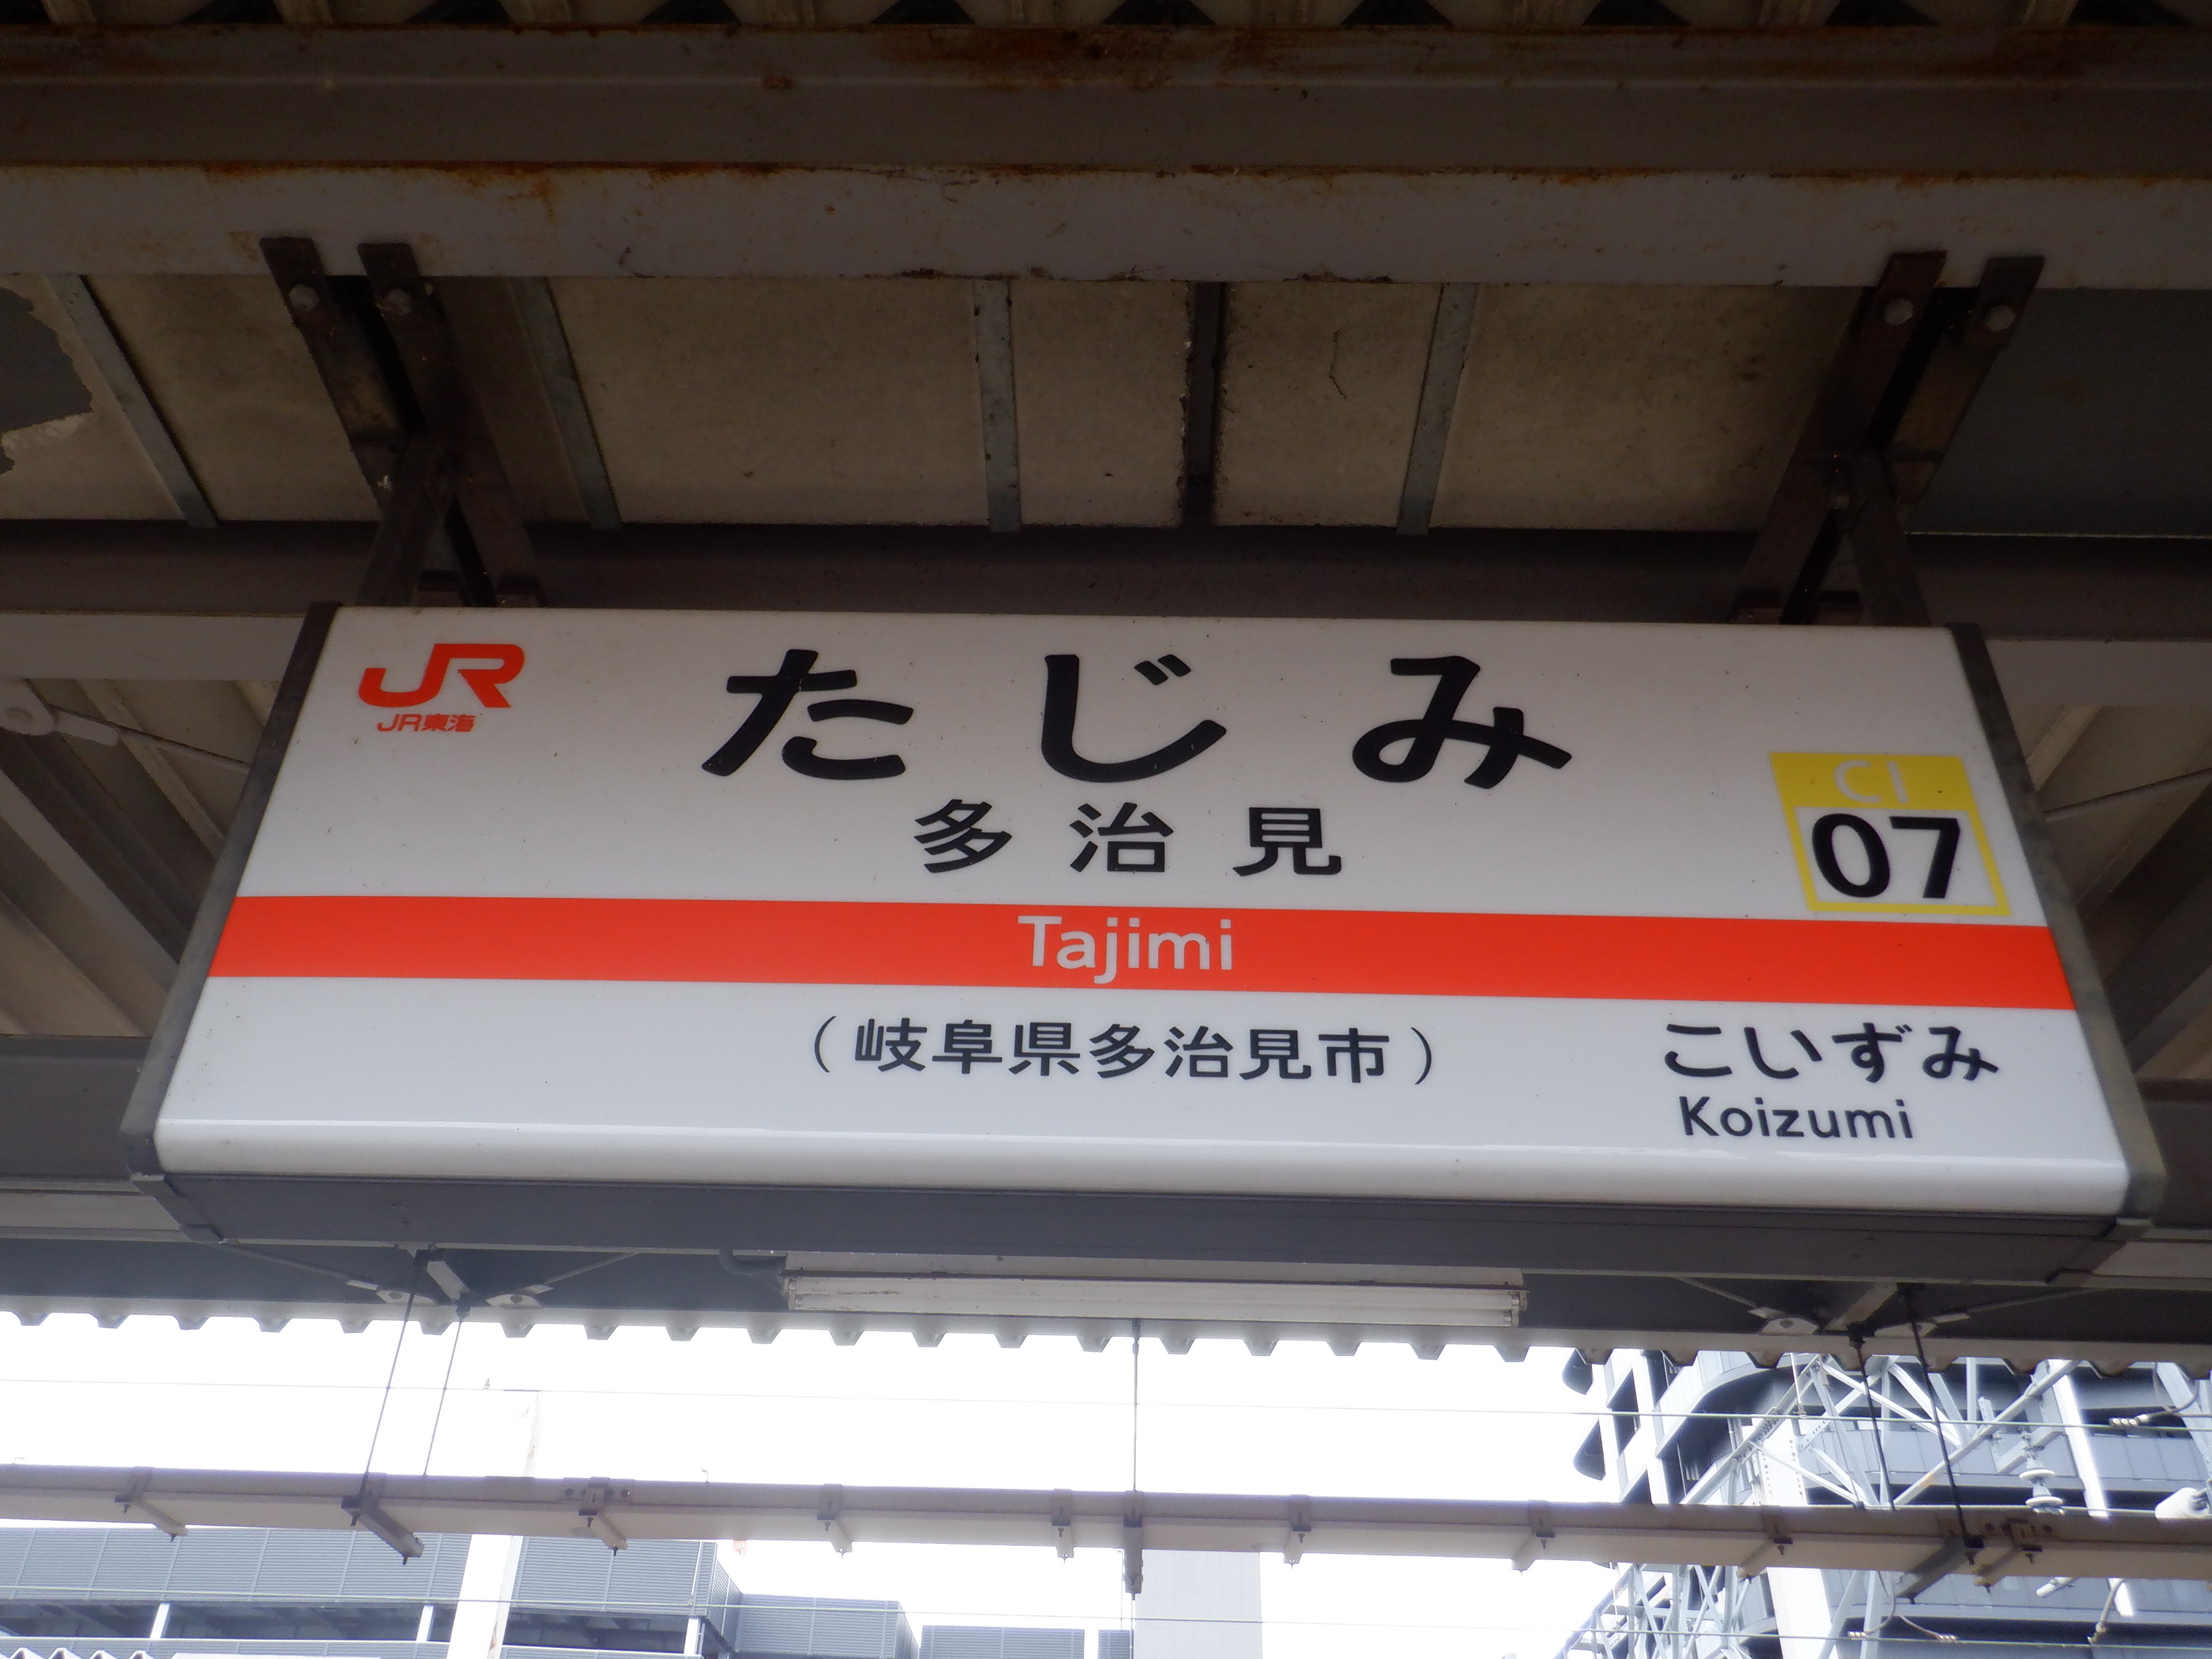 JR
JR東海
たじみ
多治見
CI
07
Tajimi
(岐阜県多治見市)
こいずみ
Koizumi